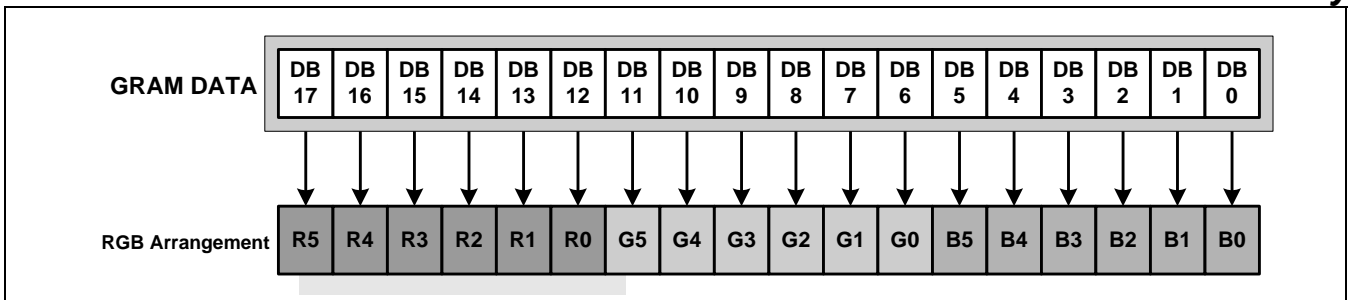 GRAM DATA
DB 17 DB 16 DB 15 DB 14 DB 13 DB 12 DB 11 DB 10 DB 9 DB 8 DB 7 DB 6 DB 5 DB 4 DB 3 DB 2 DB 1 DB 0
RGB Arrangement R5 R4 R3 R2 R1 R0 G5 G4 G3 G2 G1 G0 B5 B4 B3 B2 B1 B0